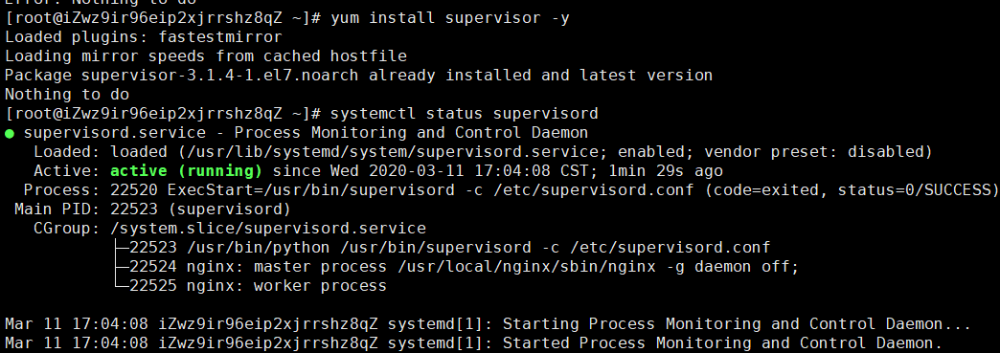 Error: Nothing to do
[root@iZwz9ir96eip2xjrrshz8qZ ~]# yum install supervisor -y
Loaded plugins: fastestmirror
Loading mirror speeds from cached hostfile
Package supervisor-3.1.4-1.el7.noarch already installed and latest version
Nothing to do
[root@iZwz9ir96eip2xjrrshz8qZ ~]# systemctl status supervisord
● supervisord.service - Process Monitoring and Control Daemon
   Loaded: loaded (/usr/lib/systemd/system/supervisord.service; enabled; vendor preset: disabled)
   Active: active (running) since Wed 2020-03-11 17:04:08 CST; 1min 29s ago
  Process: 22520 ExecStart=/usr/bin/supervisord -c /etc/supervisord.conf (code=exited, status=0/SUCCESS)
 Main PID: 22523 (supervisord)
   CGroup: /system.slice/supervisord.service
           ├─22523 /usr/bin/python /usr/bin/supervisord -c /etc/supervisord.conf
           ├─22524 nginx: master process /usr/local/nginx/sbin/nginx -g daemon off;
           └─22525 nginx: worker process
Mar 11 17:04:08 iZwz9ir96eip2xjrrshz8qZ systemd[1]: Starting Process Monitoring and Control Daemon...
Mar 11 17:04:08 iZwz9ir96eip2xjrrshz8qZ systemd[1]: Started Process Monitoring and Control Daemon.